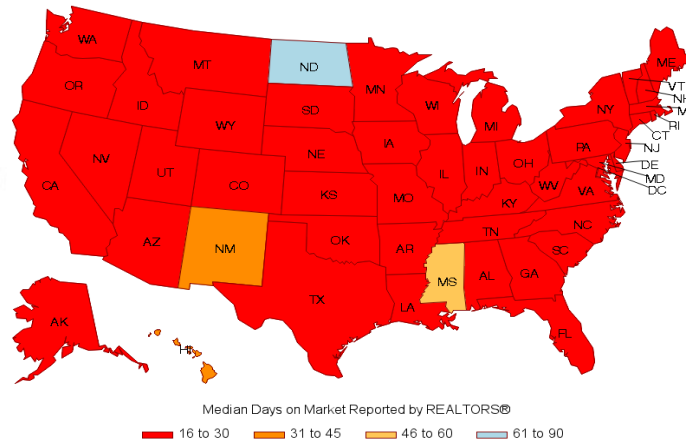 WA
MT
ND
MN
ME
VT
NH
M
RI
CT
NJ
DE
MD
DC
OR
ID
WY
SD
WI
MI
NY
NV
UT
CO
NE
IA
IL
IN
OH
PA
CA
KS
MO
WV
VA
KY
AZ
NM
OK
AR
TN
NC
SC
TX
LA
MS
AL
GA
FL
AK
HI
Median Days on Market Reported by REALTORS®
16 to 30 31 to 45 46 to 60 61 to 90